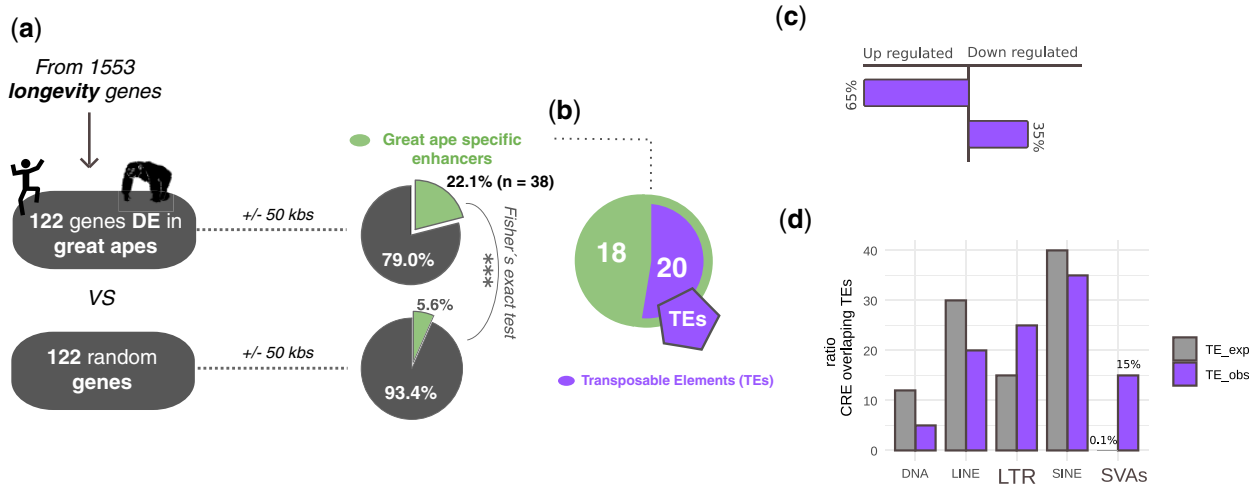 (a)
From 1553
longevity genes
122 genes DE in
great apes
+/- 50 kbs
VS
122 random
genes
+/- 50 kbs
Great ape specific
enhancers
22.1% (n = 38)
79.0%
5.6%
93.4%
Fisher´s exact test
***
(b)
18
20
TEs
Transposable Elements (TEs)
(c)
Up regulated
Down regulated
65%
35%
(d)
ratio
CRE overlaping TEs
40
30
20
10
0
0.1%
15%
DNA
LINE
LTR
SINE
SVAs
TE_exp
TE_obs